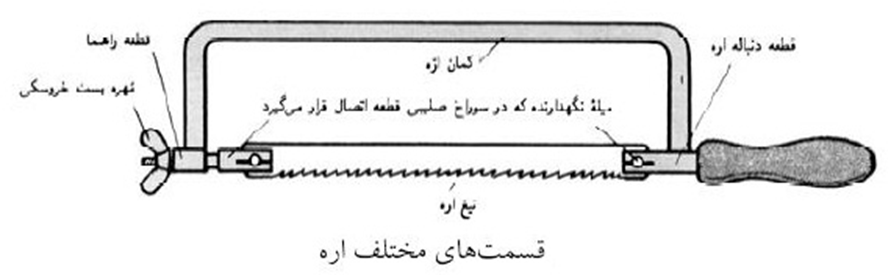 قطعه دنباله اره
قطعه راهما
کمان اره
مهره بست خروسکی
میلهٔ نگهدارنده که در سوراخ صلیبی قطعه اتصال قرار می‌گیرد
تیغ اره
قسمت‌های مختلف اره